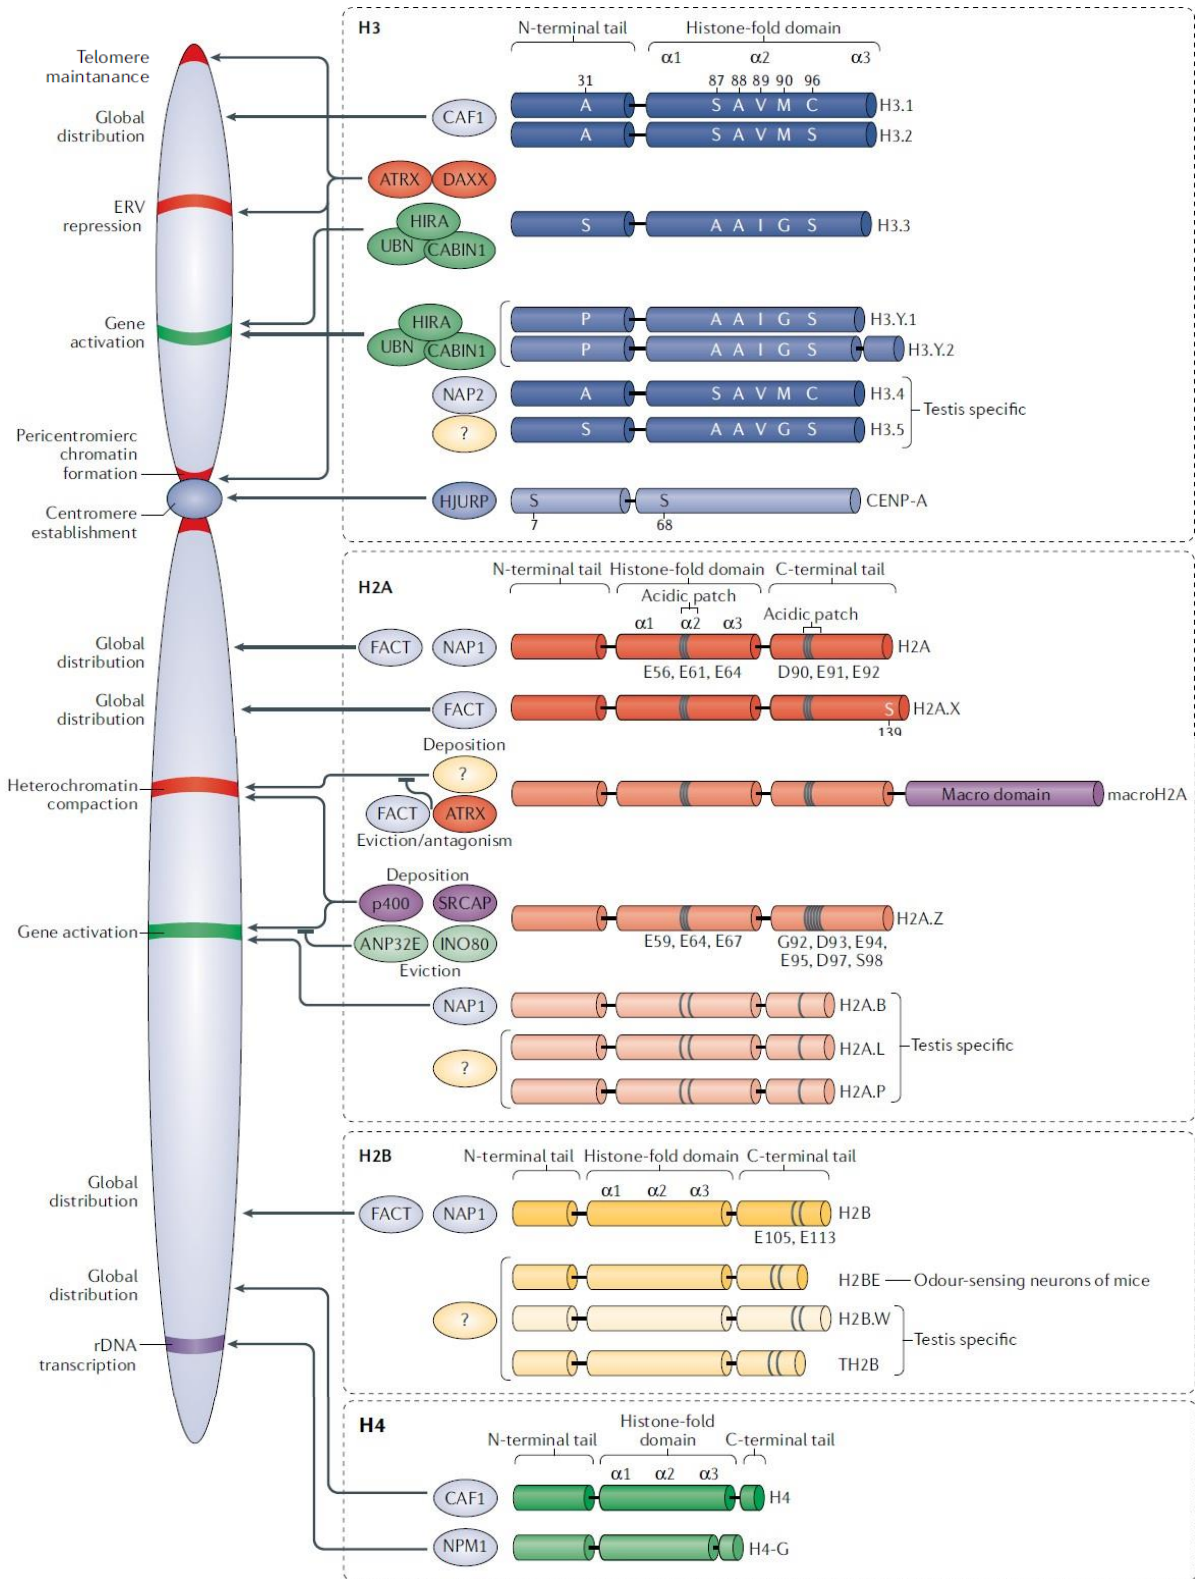 Telomere
maintanance
Global
distribution
ERV
repression
Gene
activation
Pericentromierc
chromatin
formation
Centromere
establishment
Global
distribution
Global
distribution
Heterochromatin
compaction
Gene activation
Global
distribution
Global
distribution
rDNA
transcription
H3
N-terminal tail
Histone-fold domain
α1 α2 α3
31 87 88 89 90 96
CAF1
A S A V M C H3.1
A S A V M S H3.2
ATRX DAXX
HIRA
UBN CABIN1
S A A I G S H3.3
HIRA
UBN CABIN1
P A A I G S H3.Y.1
P A A I G S H3.Y.2
NAP2
A S A V M C H3.4
?
S A A V G S H3.5
Testis specific
HJURP
S S CENP-A
7 68
H2A
N-terminal tail Histone-fold domain C-terminal tail
Acidic patch
α1 α2 α3
Acidic patch
FACT NAP1 H2A
E56, E61, E64 D90, E91, E92
FACT S H2A.X
139
Deposition
?
Macro domain macroH2A
FACT ATRX
Eviction/antagonism
Deposition
p400 SRCAP H2A.Z
E59, E64, E67
G92, D93, E94,
E95, D97, S98
ANP32E INO80
Eviction
NAP1 H2A.B
H2A.L
Testis specific
?
H2A.P
H2B
N-terminal tail Histone-fold domain C-terminal tail
α1 α2 α3
FACT NAP1 H2B
E105, E113
H2BE Odour-sensing neurons of mice
?
H2B.W
Testis specific
TH2B
H4
Histone-fold
N-terminal tail domain C-terminal tail
α1 α2 α3
CAF1 H4
NPM1 H4-G